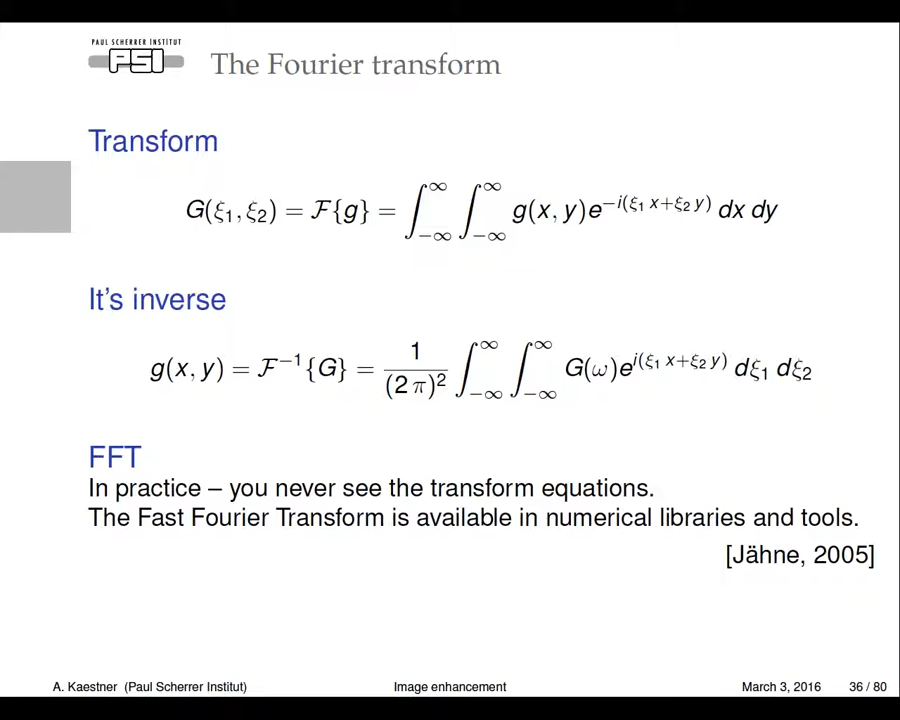 PAUL SCHERRER INSTITUT
PSI
The Fourier transform
Transform
G(ξ₁, ξ₂) = ℱ{g} = ∫_{−∞}^{∞} ∫_{−∞}^{∞} g(x, y)e^{−i(ξ₁ x+ξ₂ y)} dx dy
It's inverse
g(x, y) = ℱ^{−1}{G} = \frac{1}{(2 π)^2} ∫_{−∞}^{∞} ∫_{−∞}^{∞} G(ω)e^{i(ξ₁ x+ξ₂ y)} dξ₁ dξ₂
FFT
In practice – you never see the transform equations.
The Fast Fourier Transform is available in numerical libraries and tools.
[Jähne, 2005]
A. Kaestner (Paul Scherrer Institut) Image enhancement March 3, 2016 36 / 80